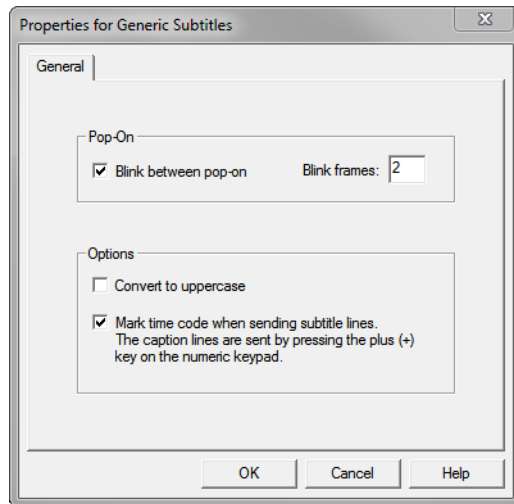 Properties for Generic Subtitles
General
Pop-On
Blink between pop-on Blink frames: 2
Options
Convert to uppercase
Mark time code when sending subtitle lines.
The caption lines are sent by pressing the plus (+)
key on the numeric keypad.
OK Cancel Help